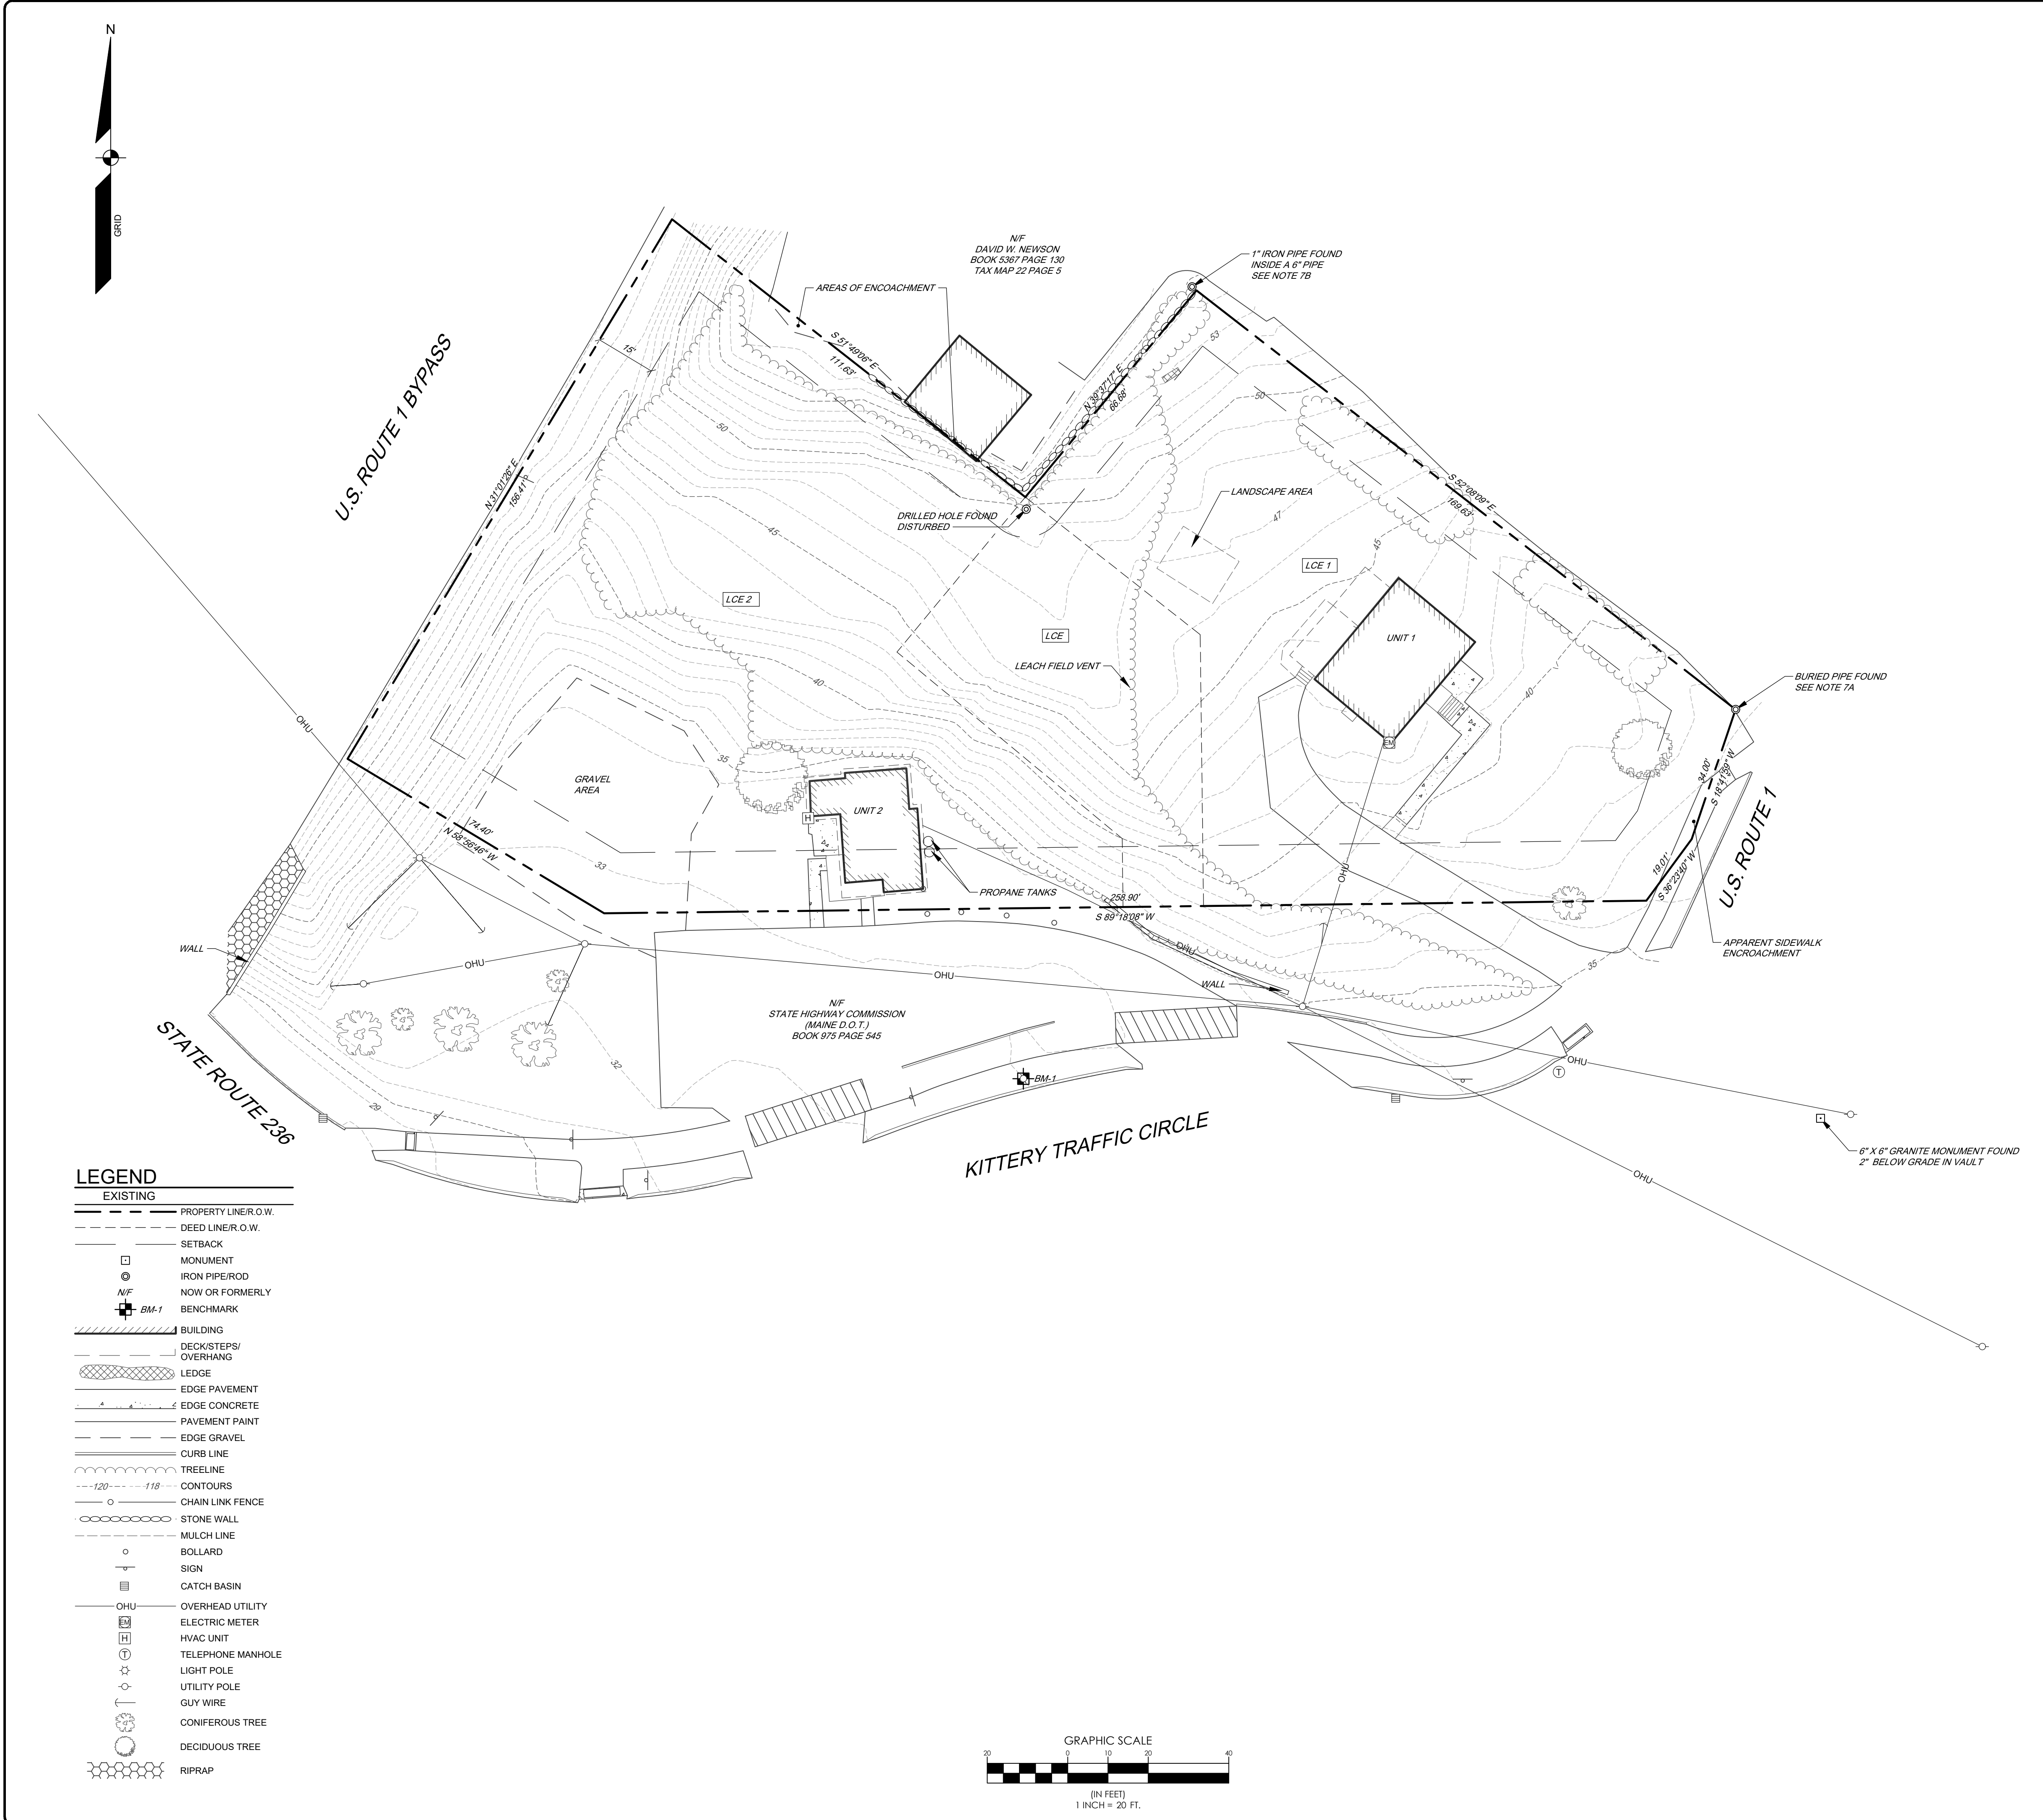 N
GRID
U.S. ROUTE 1 BYPASS
N/F
DAVID W. NEWSON
BOOK 5367 PAGE 130
TAX MAP 22 PAGE 5
1" IRON PIPE FOUND
INSIDE A 6" PIPE
SEE NOTE 7B
AREAS OF ENCOACHMENT
S 51°49'06" E
111.63'
15'
N 39°37'17" E
66.68'
53
50
50
N 31°01'26" E
156.41'
S 52°08'09" E
169.63'
LANDSCAPE AREA
DRILLED HOLE FOUND
DISTURBED
47
45
45
LCE 1
LCE 2
LCE
UNIT 1
LEACH FIELD VENT
BURIED PIPE FOUND
SEE NOTE 7A
40
40
OHU
EM
35
GRAVEL
AREA
UNIT 2
H
34.00'
S 18°41'59" W
U.S. ROUTE 1
74.40'
N 58°56'46" W
33
OHU
19.01'
S 36°23'40" W
PROPANE TANKS
258.90'
S 89°18'08" W
APPARENT SIDEWALK
ENCROACHMENT
WALL
OHU
OHU
OHU
35
WALL
N/F
STATE HIGHWAY COMMISSION
(MAINE D.O.T.)
BOOK 975 PAGE 545
STATE ROUTE 236
32
OHU
T
BM-1
29
KITTERY TRAFFIC CIRCLE
6" X 6" GRANITE MONUMENT FOUND
2" BELOW GRADE IN VAULT
OHU
LEGEND
EXISTING
PROPERTY LINE/R.O.W.
DEED LINE/R.O.W.
SETBACK
MONUMENT
IRON PIPE/ROD
N/F NOW OR FORMERLY
BM-1 BENCHMARK
BUILDING
DECK/STEPS/
OVERHANG
LEDGE
EDGE PAVEMENT
EDGE CONCRETE
PAVEMENT PAINT
EDGE GRAVEL
CURB LINE
TREELINE
120 118 CONTOURS
CHAIN LINK FENCE
STONE WALL
MULCH LINE
BOLLARD
SIGN
CATCH BASIN
OHU OVERHEAD UTILITY
EM ELECTRIC METER
H HVAC UNIT
T TELEPHONE MANHOLE
LIGHT POLE
UTILITY POLE
GUY WIRE
CONIFEROUS TREE
DECIDUOUS TREE
RIPRAP
GRAPHIC SCALE
20 0 10 20 40
(IN FEET)
1 INCH = 20 FT.